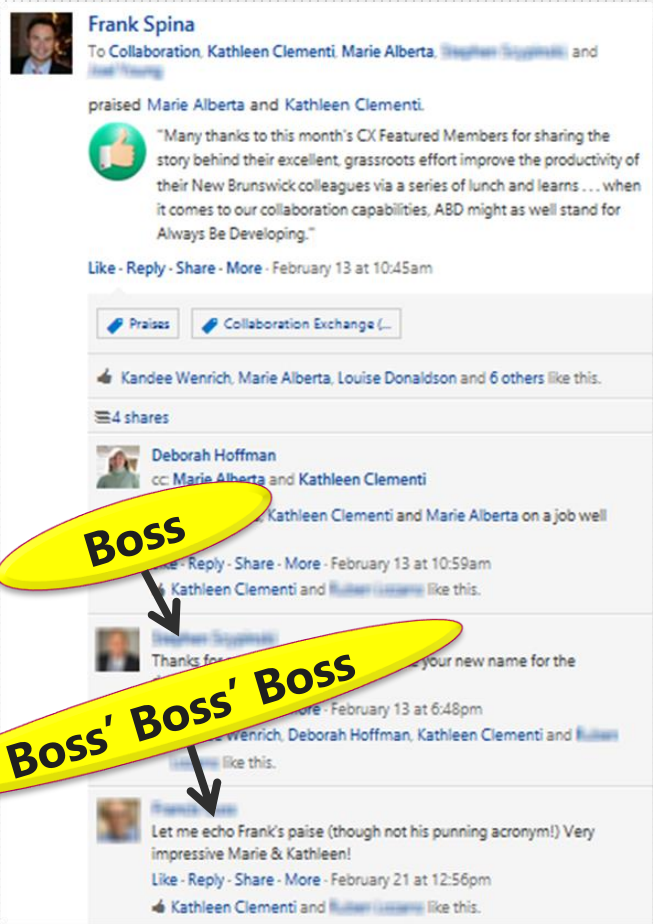 Frank Spina
To Collaboration, Kathleen Clementi, Marie Alberta, and
praised Marie Alberta and Kathleen Clementi.
"Many thanks to this month's CX Featured Members for sharing the
story behind their excellent, grassroots effort improve the productivity of
their New Brunswick colleagues via a series of lunch and learns . . . when
it comes to our collaboration capabilities, ABD might as well stand for
Always Be Developing."
Like · Reply · Share · More · February 13 at 10:45am
Praises Collaboration Exchange (...
Kandee Wenrich, Marie Alberta, Louise Donaldson and 6 others like this.
4 shares
Deborah Hoffman
cc: Marie Alberta and Kathleen Clementi
Kathleen Clementi and Marie Alberta on a job well
Boss
Reply · Share · More · February 13 at 10:59am
Kathleen Clementi and like this.
Thanks for your new name for the
Boss' Boss' Boss
February 13 at 6:48pm
Wenrich, Deborah Hoffman, Kathleen Clementi and
like this.
Let me echo Frank's paise (though not his punning acronym!) Very
impressive Marie & Kathleen!
Like · Reply · Share · More · February 21 at 12:56pm
Kathleen Clementi and like this.